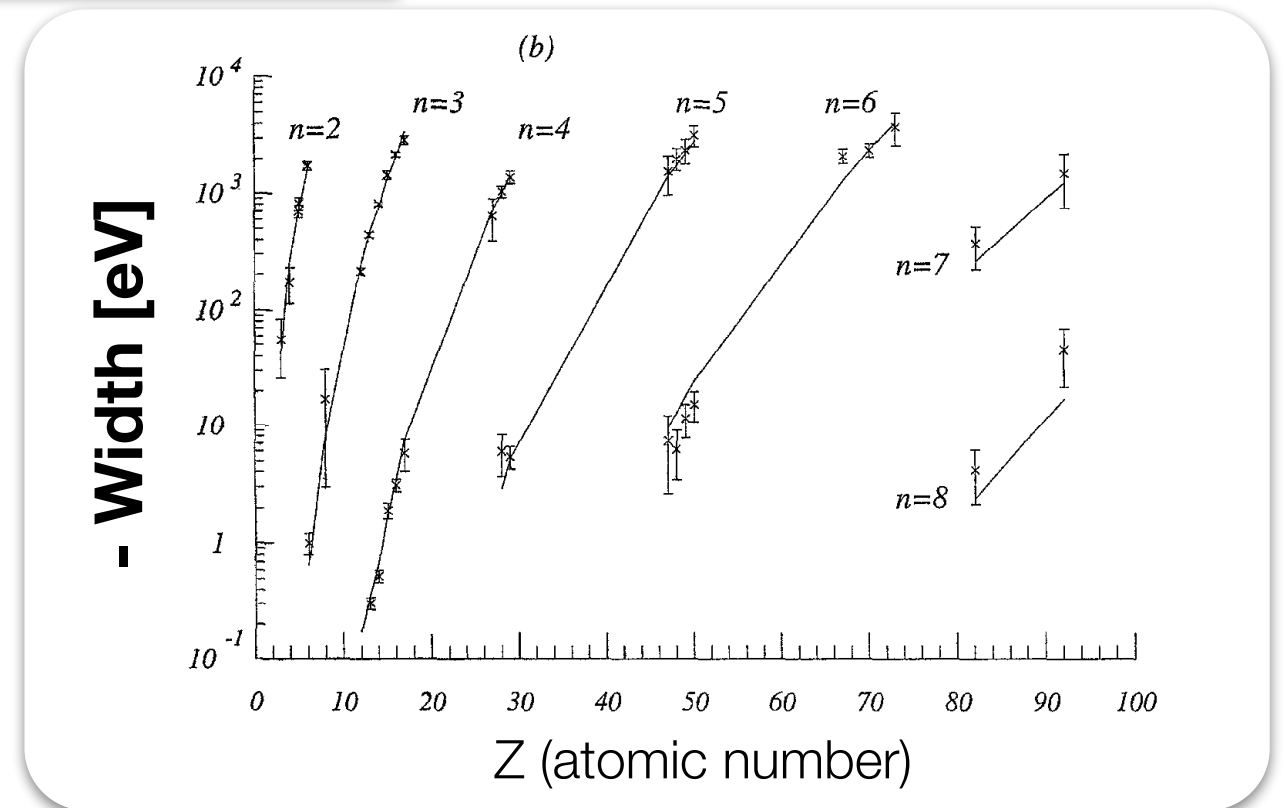 (b)
10^4
n=3
n=5
n=6
n=2
n=4
10^3
n=7
10^2
10
n=8
1
10^-1
0 10 20 30 40 50 60 70 80 90 100
Z (atomic number)
- Width [eV]